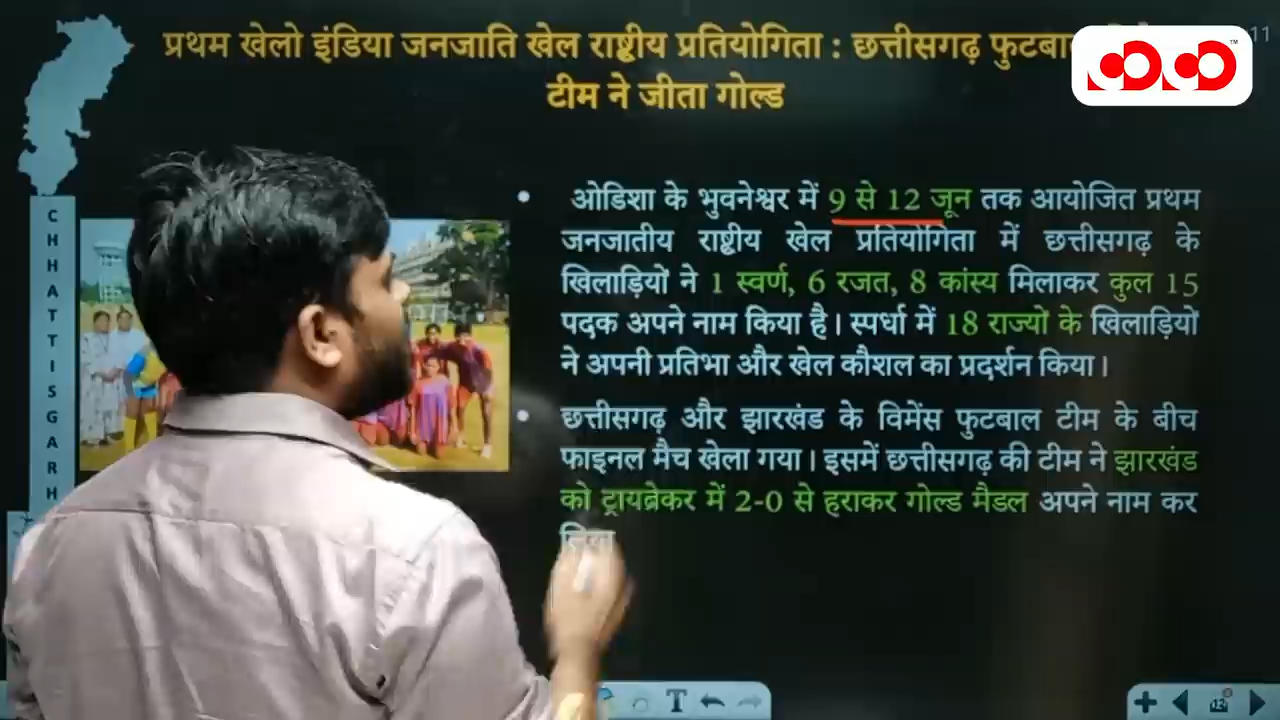 प्रथम खेलो इंडिया जनजाति खेल राष्ट्रीय प्रतियोगिता : छत्तीसगढ़ फुटबाल
टीम ने जीता गोल्ड
11
CHHATTISGARH
ओडिशा के भुवनेश्वर में 9 से 12 जून तक आयोजित प्रथम
जनजातीय राष्ट्रीय खेल प्रतियोगिता में छत्तीसगढ़ के
खिलाड़ियों ने 1 स्वर्ण, 6 रजत, 8 कांस्य मिलाकर कुल 15
पदक अपने नाम किया है। स्पर्धा में 18 राज्यों के खिलाड़ियों
ने अपनी प्रतिभा और खेल कौशल का प्रदर्शन किया।
छत्तीसगढ़ और झारखंड के विमेंस फुटबाल टीम के बीच
फाइनल मैच खेला गया। इसमें छत्तीसगढ़ की टीम ने झारखंड
को ट्रायब्रेकर में 2-0 से हराकर गोल्ड मैडल अपने नाम कर
T